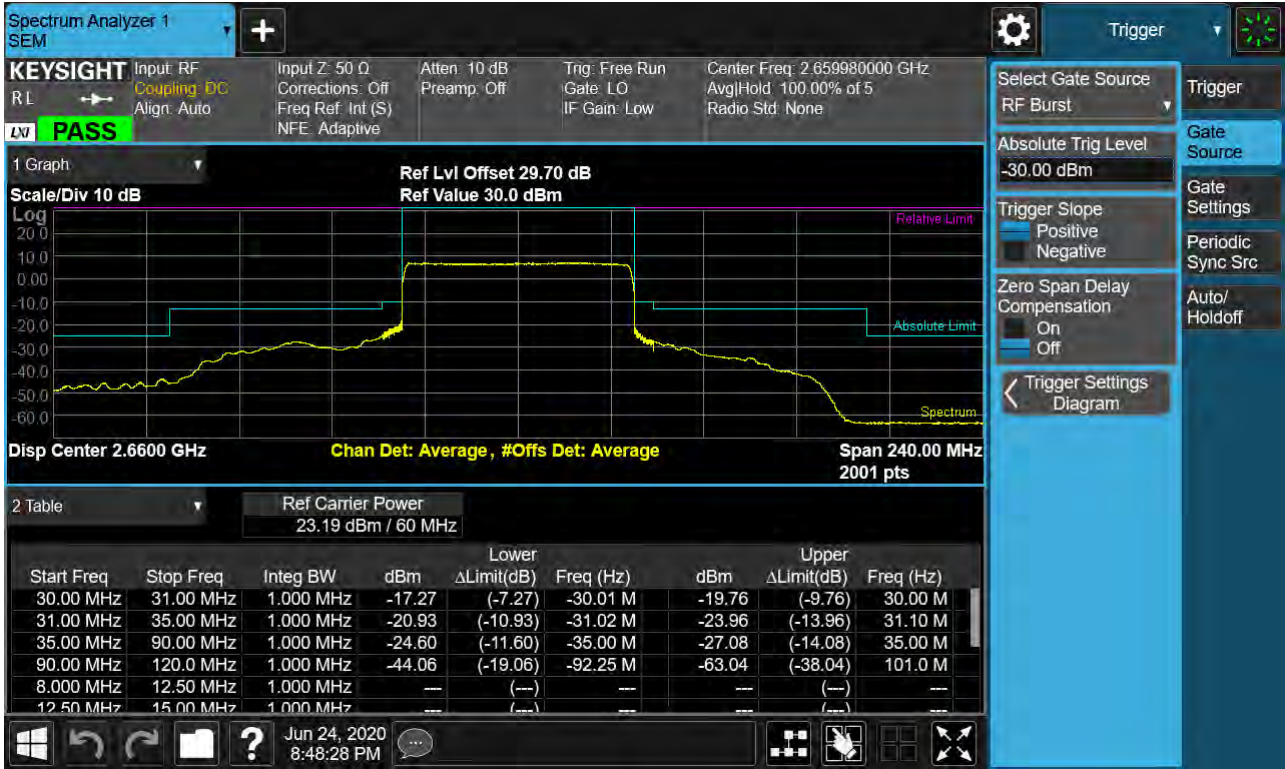 Spectrum Analyzer 1
SEM
+
Trigger
KEYSIGHT
R L
LXI
PASS
Input: RF
Coupling: DC
Align: Auto
Input Z: 50 Ω
Corrections: Off
Freq Ref: Int (S)
NFE: Adaptive
Atten: 10 dB
Preamp: Off
Trig: Free Run
Gate: LO
IF Gain: Low
Center Freq: 2.659980000 GHz
Avg|Hold: 100.00% of 5
Radio Std: None
1 Graph
Scale/Div 10 dB
Ref Lvl Offset 29.70 dB
Ref Value 30.0 dBm
Log
20.0
10.0
0.00
-10.0
-20.0
-30.0
-40.0
-50.0
-60.0
Relative Limit
Absolute Limit
Spectrum
Disp Center 2.6600 GHz
Chan Det: Average , #Offs Det: Average
Span 240.00 MHz
2001 pts
2 Table
Ref Carrier Power
23.19 dBm / 60 MHz
Lower Upper
Start Freq Stop Freq Integ BW dBm ΔLimit(dB) Freq (Hz) dBm ΔLimit(dB) Freq (Hz)
30.00 MHz 31.00 MHz 1.000 MHz -17.27 (-7.27) -30.01 M -19.76 (-9.76) 30.00 M
31.00 MHz 35.00 MHz 1.000 MHz -20.93 (-10.93) -31.02 M -23.96 (-13.96) 31.10 M
35.00 MHz 90.00 MHz 1.000 MHz -24.60 (-11.60) -35.00 M -27.08 (-14.08) 35.00 M
90.00 MHz 120.0 MHz 1.000 MHz -44.06 (-19.06) -92.25 M -63.04 (-38.04) 101.0 M
8.000 MHz 12.50 MHz 1.000 MHz --- (---) --- --- (---) ---
12.50 MHz 15.00 MHz 1.000 MHz --- (---) --- --- (---) ---
?
Jun 24, 2020
8:48:28 PM
Select Gate Source
RF Burst
Absolute Trig Level
-30.00 dBm
Trigger Slope
Positive
Negative
Zero Span Delay
Compensation
On
Off
Trigger Settings
Diagram
Trigger
Gate
Source
Gate
Settings
Periodic
Sync Src
Auto/
Holdoff